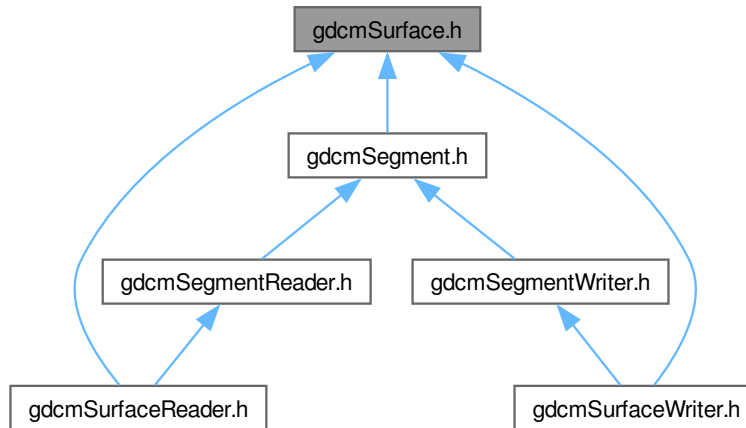 gdcmSurface.h
gdcmSegment.h
gdcmSegmentReader.h
gdcmSegmentWriter.h
gdcmSurfaceReader.h
gdcmSurfaceWriter.h